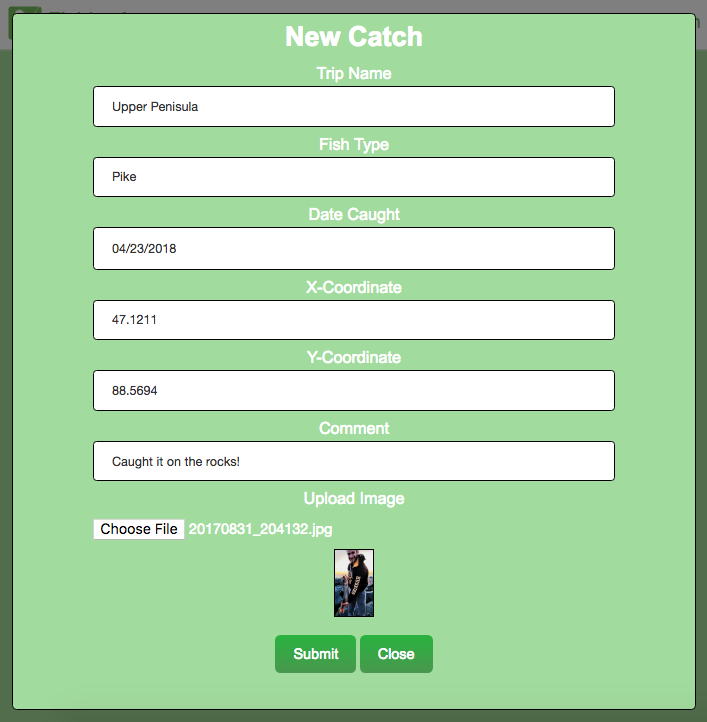 New Catch
Trip Name
Upper Penisula
Fish Type
Pike
Date Caught
04/23/2018
X-Coordinate
47.1211
Y-Coordinate
88.5694
Comment
Caught it on the rocks!
Upload Image
Choose File 20170831_204132.jpg
Submit Close